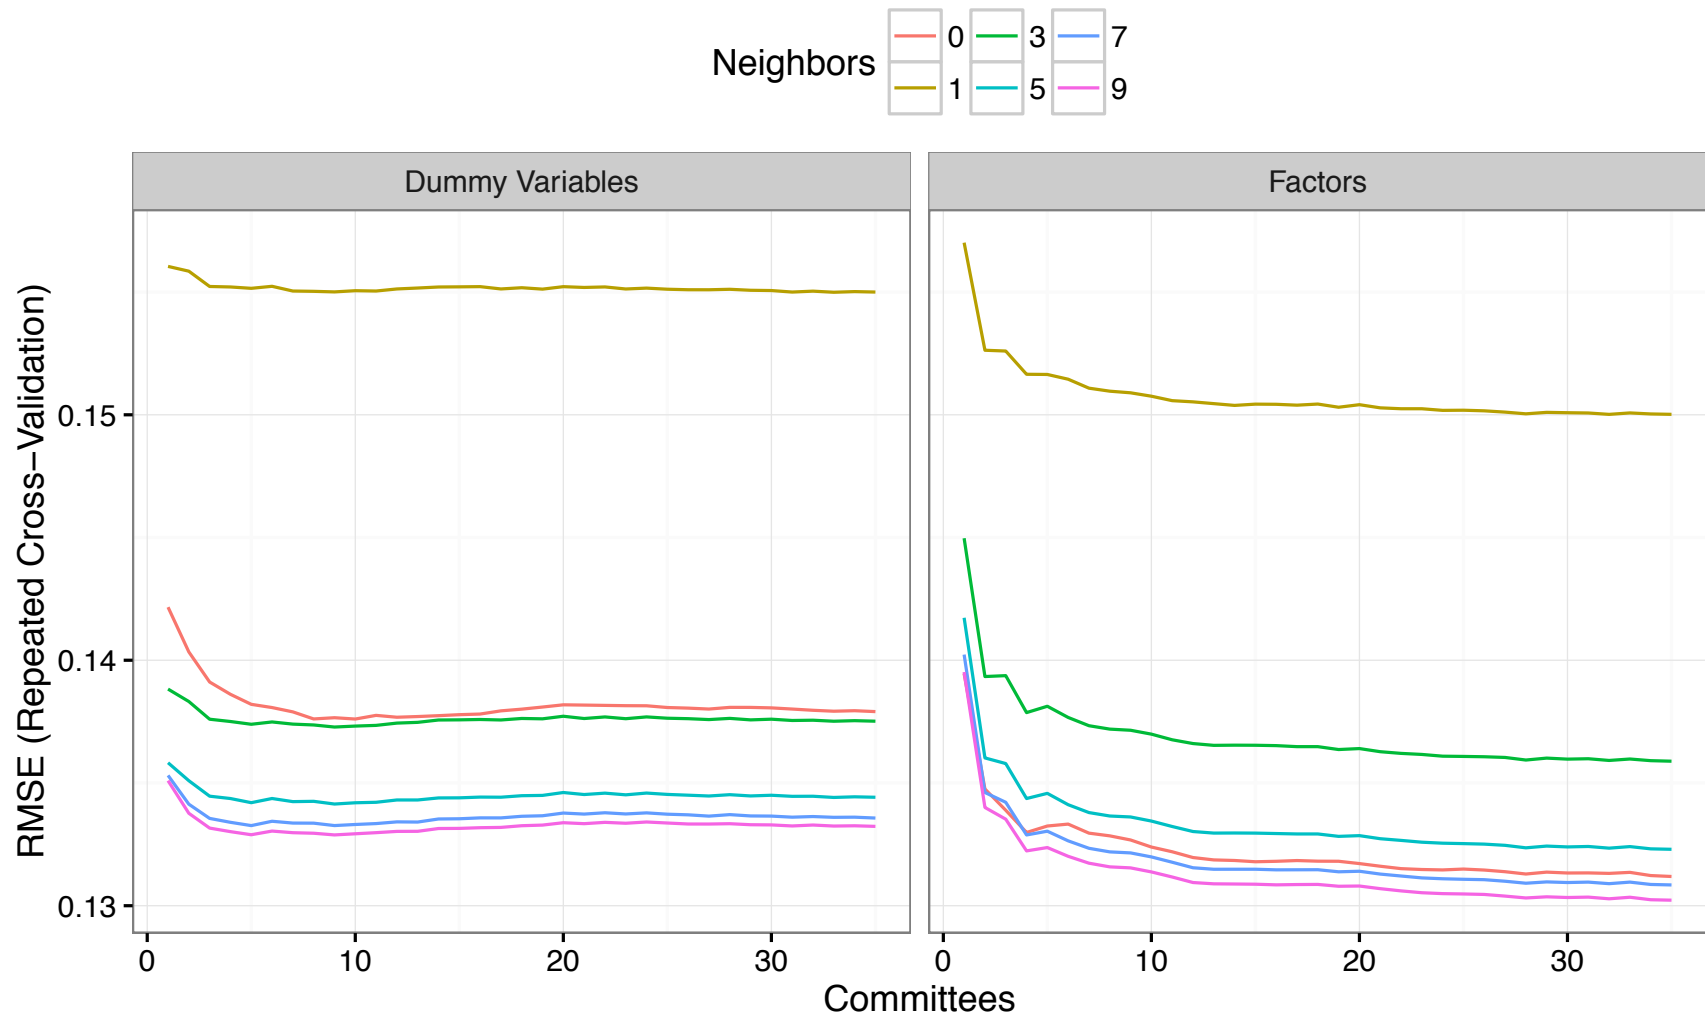 Neighbors
0 3 7
1 5 9
Dummy Variables
Factors
RMSE (Repeated Cross−Validation)
0.15
0.14
0.13
0 10 20 30
0 10 20 30
Committees